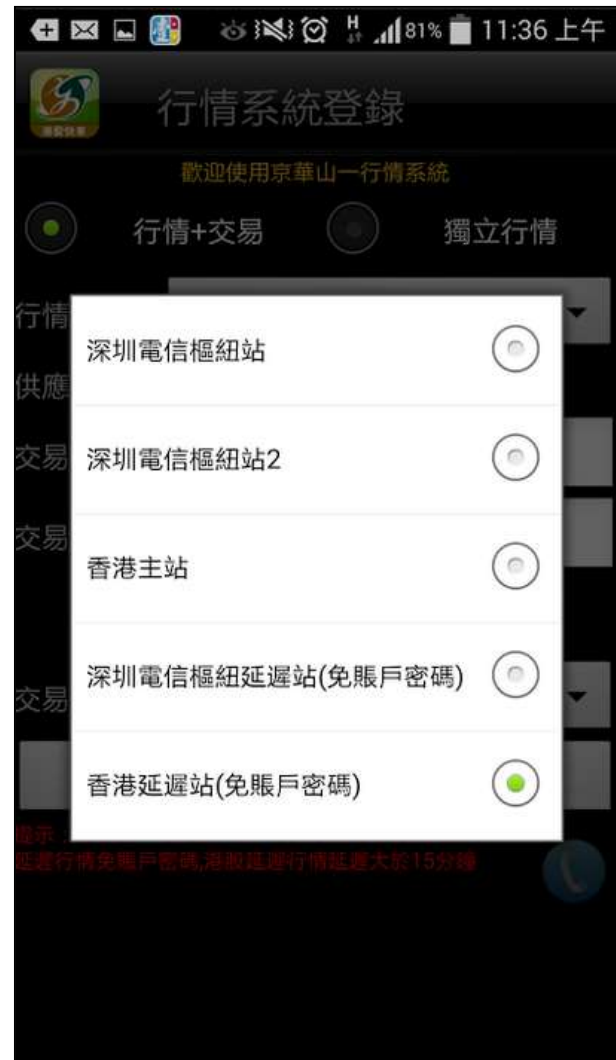 H
81%
11:36 上午
行情系統登錄
歡迎使用京華山一行情系統
行情+交易
獨立行情
行情
深圳電信樞紐站
供應
深圳電信樞紐站2
交易
交易
香港主站
深圳電信樞紐延遲站(免賬戶密碼)
交易
香港延遲站(免賬戶密碼)
提示：
延遲行情免賬戶密碼,港股延遲行情延遲大於15分鐘